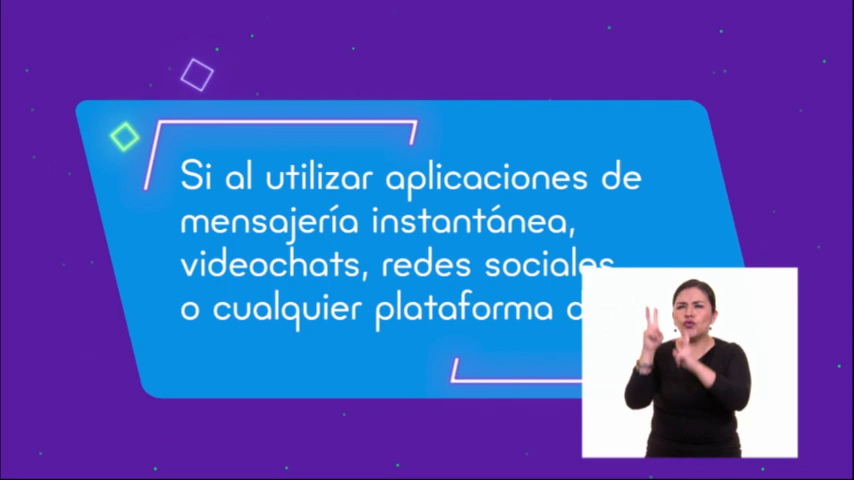 Si al utilizar aplicaciones de
mensajería instantánea,
videochats, redes sociales
o cualquier plataforma